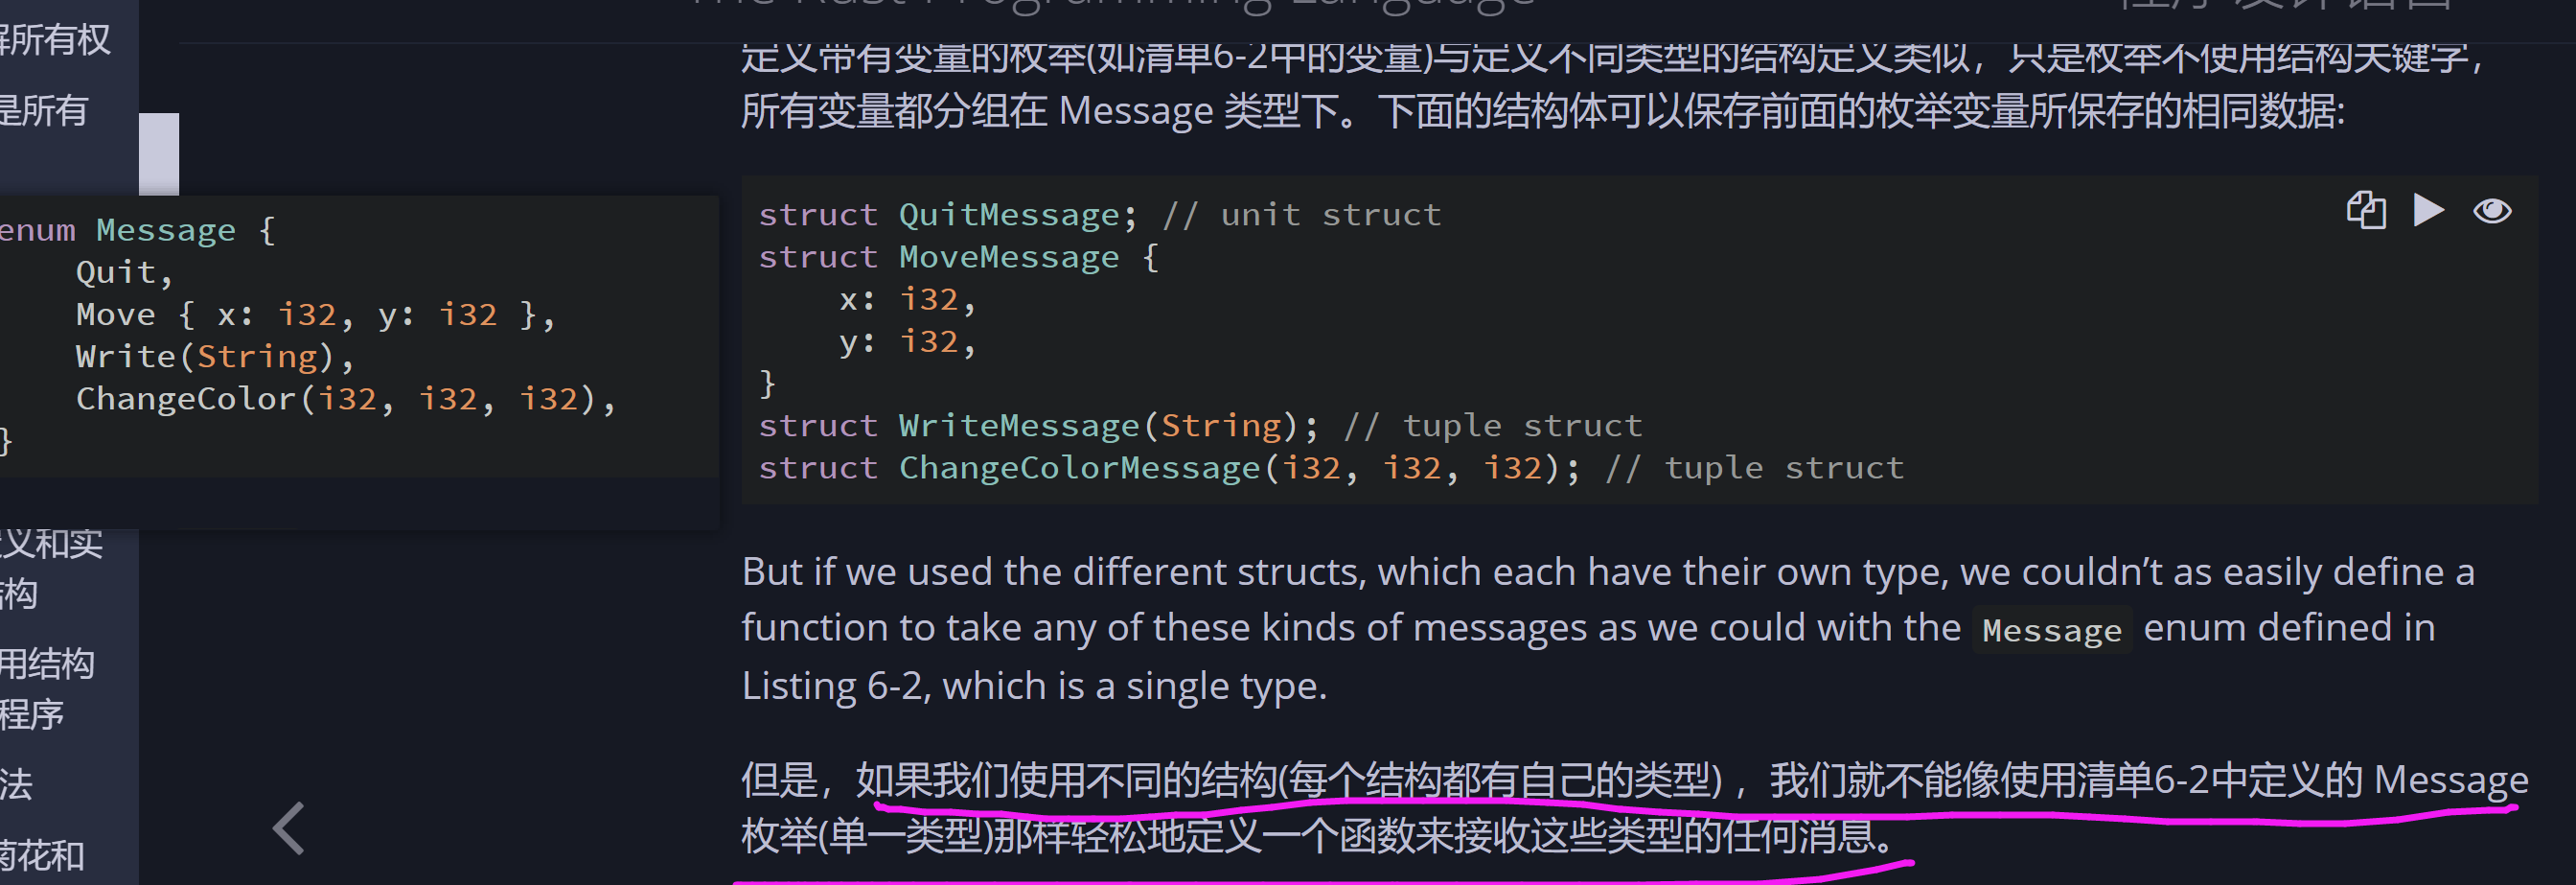 The Rust Programming Language
程序设计语言
解所有权
是所有
定义带有变量的枚举(如清单6-2中的变量)与定义不同类型的结构定义类似，只是枚举不使用结构关键字，
所有变量都分组在 Message 类型下。下面的结构体可以保存前面的枚举变量所保存的相同数据:
enum Message {
    Quit,
    Move { x: i32, y: i32 },
    Write(String),
    ChangeColor(i32, i32, i32),
}
struct QuitMessage; // unit struct
struct MoveMessage {
    x: i32,
    y: i32,
}
struct WriteMessage(String); // tuple struct
struct ChangeColorMessage(i32, i32, i32); // tuple struct
义和实
结构
用结构
程序
法
菊花和
But if we used the different structs, which each have their own type, we couldn’t as easily define a
function to take any of these kinds of messages as we could with the Message enum defined in
Listing 6-2, which is a single type.
但是，如果我们使用不同的结构(每个结构都有自己的类型) ，我们就不能像使用清单6-2中定义的 Message
枚举(单一类型)那样轻松地定义一个函数来接收这些类型的任何消息。